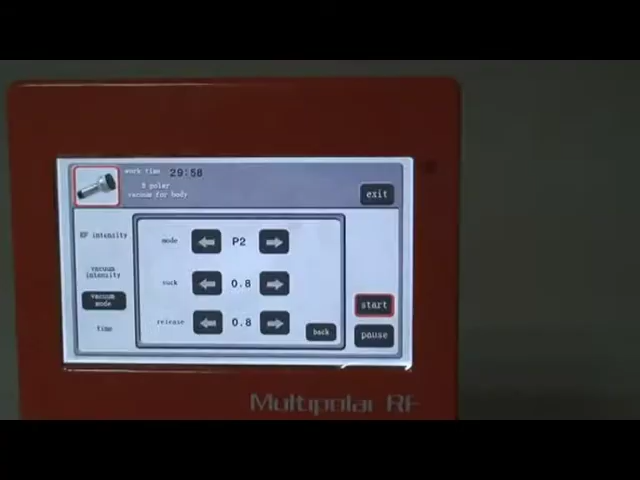 work time 29:58
8 polar
vacuum for body
exit
RF intensity
mode P2
vacuum
intensity
suck 0.8
vacuum
mode
start
time
release 0.8
back
pause
Multipolar RF